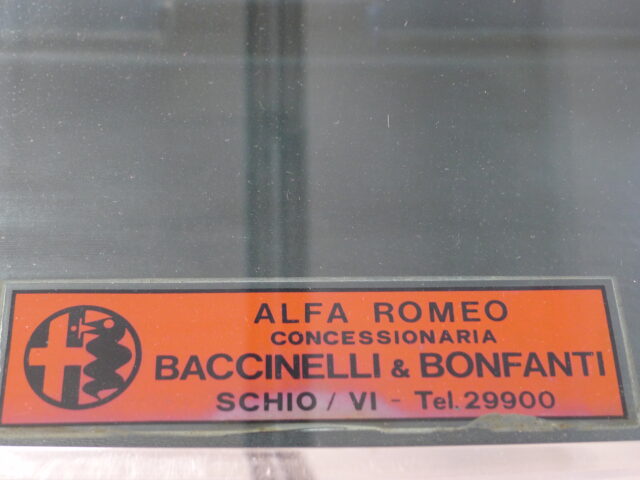 ALFA ROMEO
CONCESSIONARIA
BACCINELLI & BONFANTI
SCHIO / VI - Tel. 29900